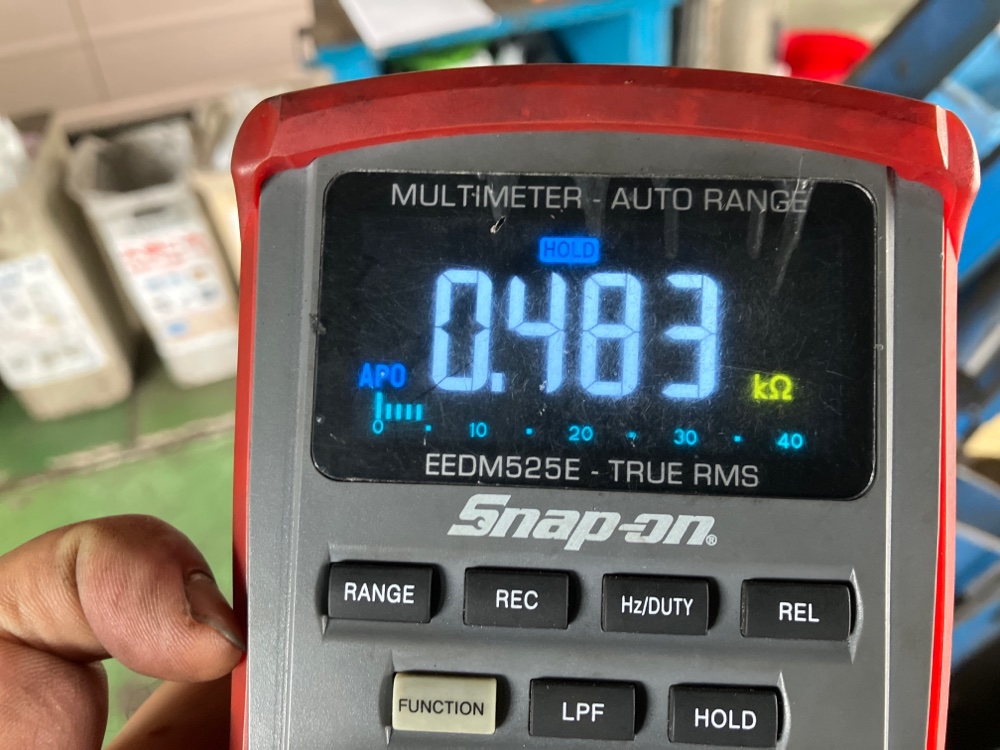 MULTIMETER - AUTO RANGE
HOLD
0.483
APO
kΩ
0 10 20 30 40
EEDM525E - TRUE RMS
Snap-on®
RANGE REC Hz/DUTY REL
FUNCTION LPF HOLD